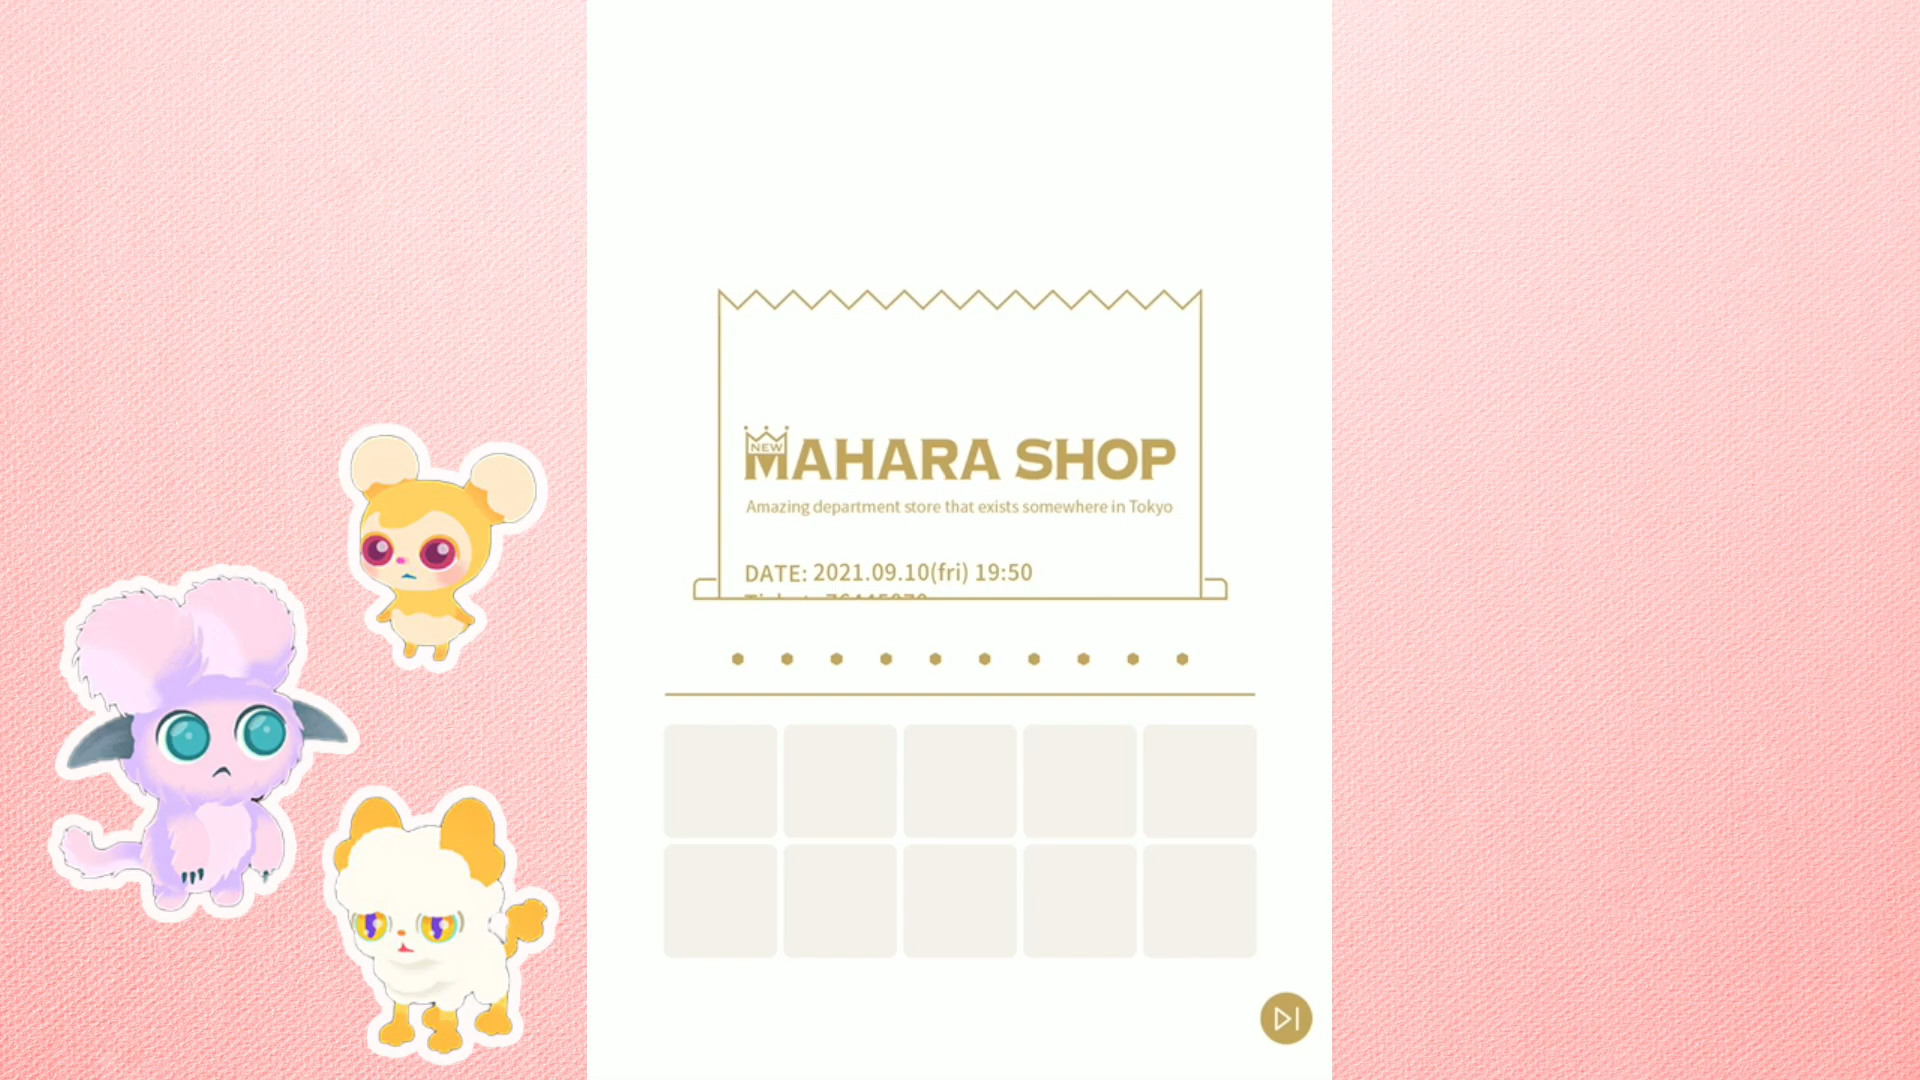 NEW
MAHARA SHOP
Amazing department store that exists somewhere in Tokyo
DATE: 2021.09.10(fri) 19:50